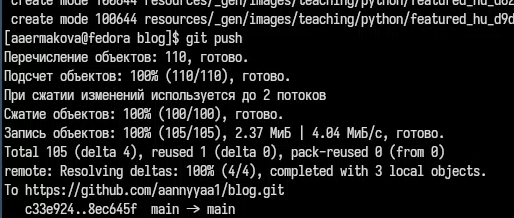 create mode 100644 resources/_gen/images/teaching/python/featured_hu_d62
create mode 100644 resources/_gen/images/teaching/python/featured_hu_d9d
[aaermakova@fedora blog]$ git push
Перечисление объектов: 110, готово.
Подсчет объектов: 100% (110/110), готово.
При сжатии изменений используется до 2 потоков
Сжатие объектов: 100% (100/100), готово.
Запись объектов: 100% (105/105), 2.37 МиБ | 4.04 МиБ/с, готово.
Total 105 (delta 4), reused 1 (delta 0), pack-reused 0 (from 0)
remote: Resolving deltas: 100% (4/4), completed with 3 local objects.
To https://github.com/aannyyaa1/blog.git
c33e924..8ec645f main -> main